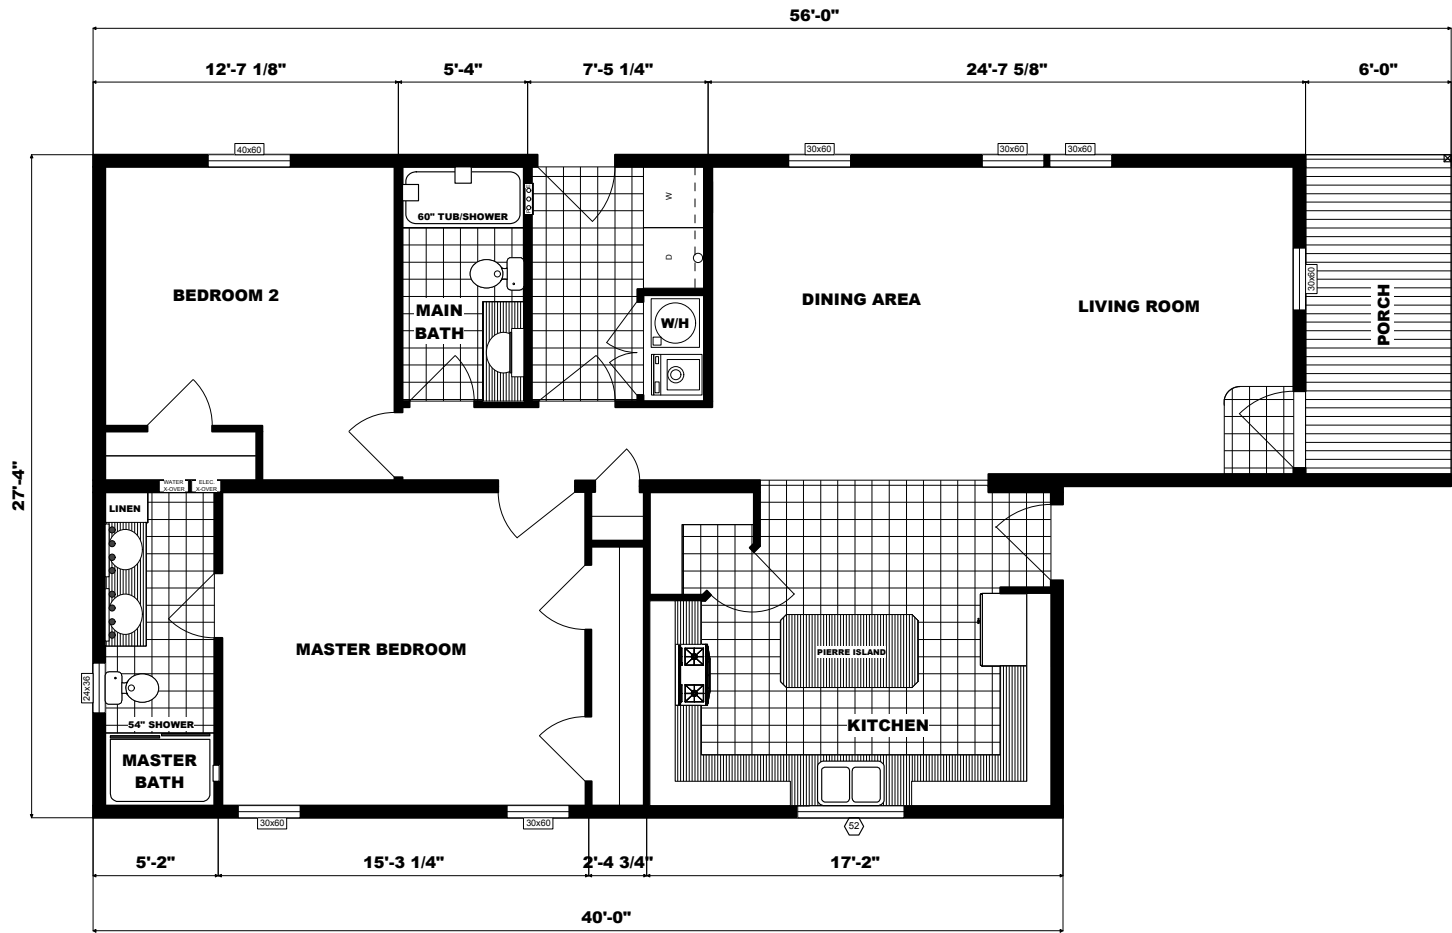 56'-0"
12'-7 1/8"
5'-4"
7'-5 1/4"
24'-7 5/8"
6'-0"
40x60
30x60
30x60
30x60
W
60" TUB/SHOWER
D
BEDROOM 2
MAIN
BATH
W/H
DINING AREA
LIVING ROOM
30x60
PORCH
27'-4"
WATER
X-OVER
ELEC.
X-OVER
LINEN
MASTER BEDROOM
PIERRE ISLAND
24x36
54" SHOWER
KITCHEN
MASTER
BATH
30x60
30x60
52
5'-2"
15'-3 1/4"
2'-4 3/4"
17'-2"
40'-0"